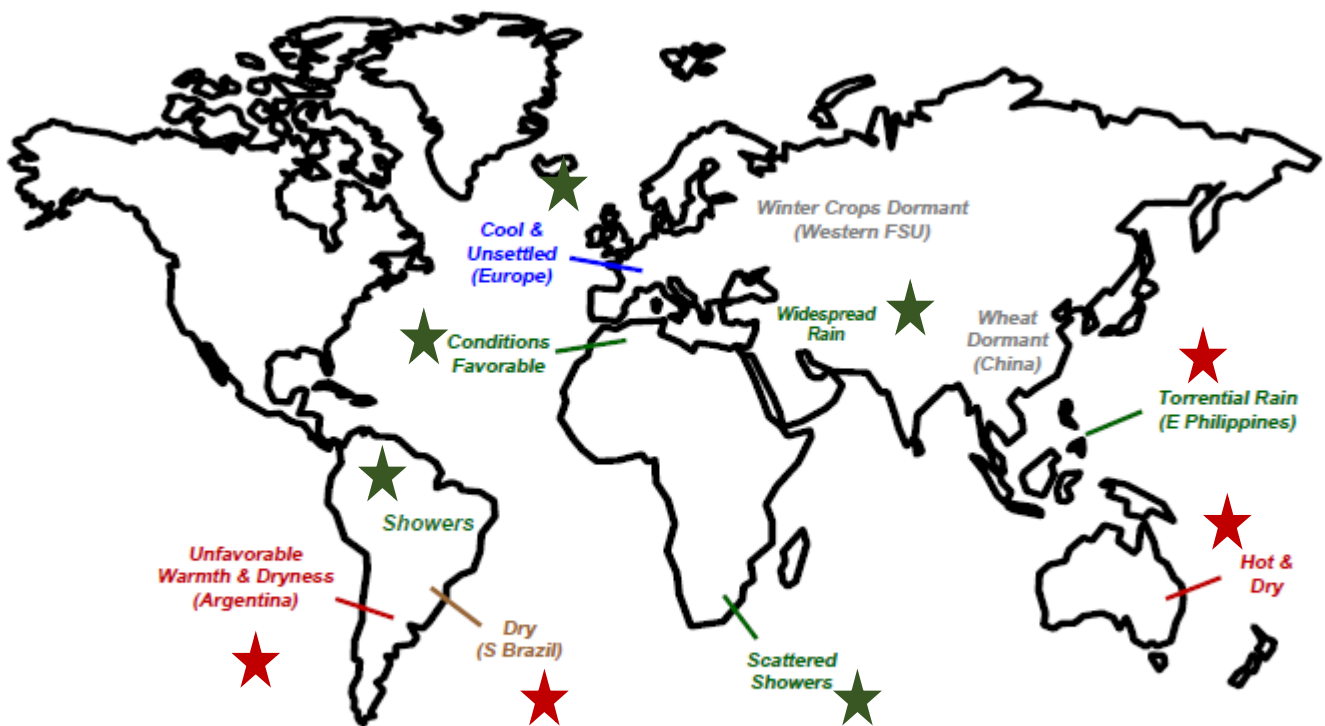 Winter Crops Dormant
(Western FSU)
Cool &
Unsettled
(Europe)
Widespread
Rain
Wheat
Dormant
(China)
Conditions
Favorable
Torrential Rain
(E Philippines)
Showers
Unfavorable
Warmth & Dryness
(Argentina)
Hot &
Dry
Dry
(S Brazil)
Scattered
Showers